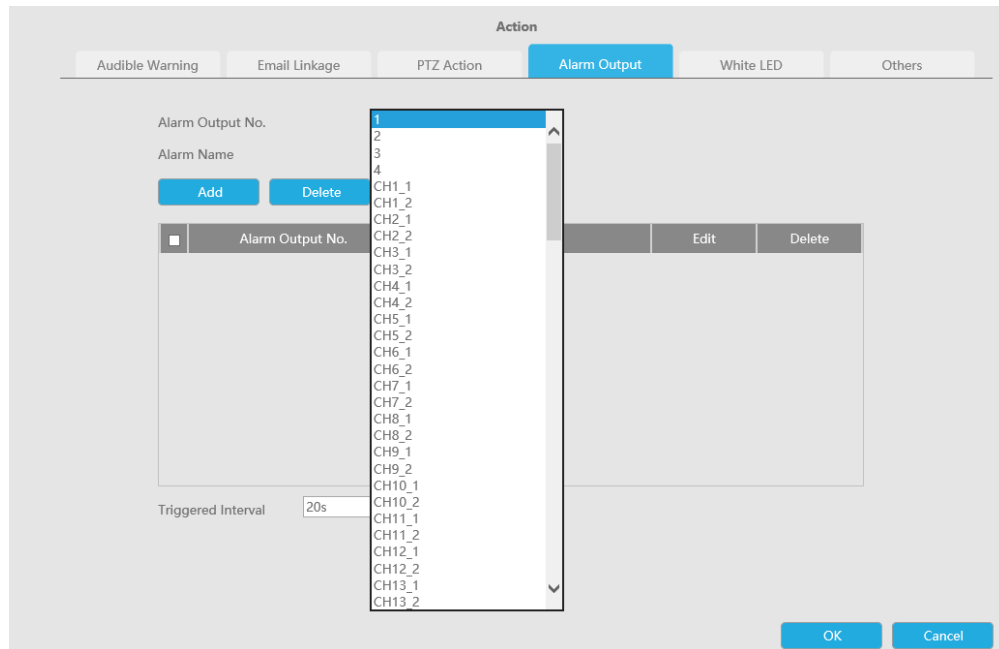 Action
Audible Warning Email Linkage PTZ Action Alarm Output White LED Others
Alarm Output No.
Alarm Name
Add Delete
Alarm Output No. Edit Delete
Triggered Interval 20s
1
2
3
4
CH1_1
CH1_2
CH2_1
CH2_2
CH3_1
CH3_2
CH4_1
CH4_2
CH5_1
CH5_2
CH6_1
CH6_2
CH7_1
CH7_2
CH8_1
CH8_2
CH9_1
CH9_2
CH10_1
CH10_2
CH11_1
CH11_2
CH12_1
CH12_2
CH13_1
CH13_2
OK Cancel